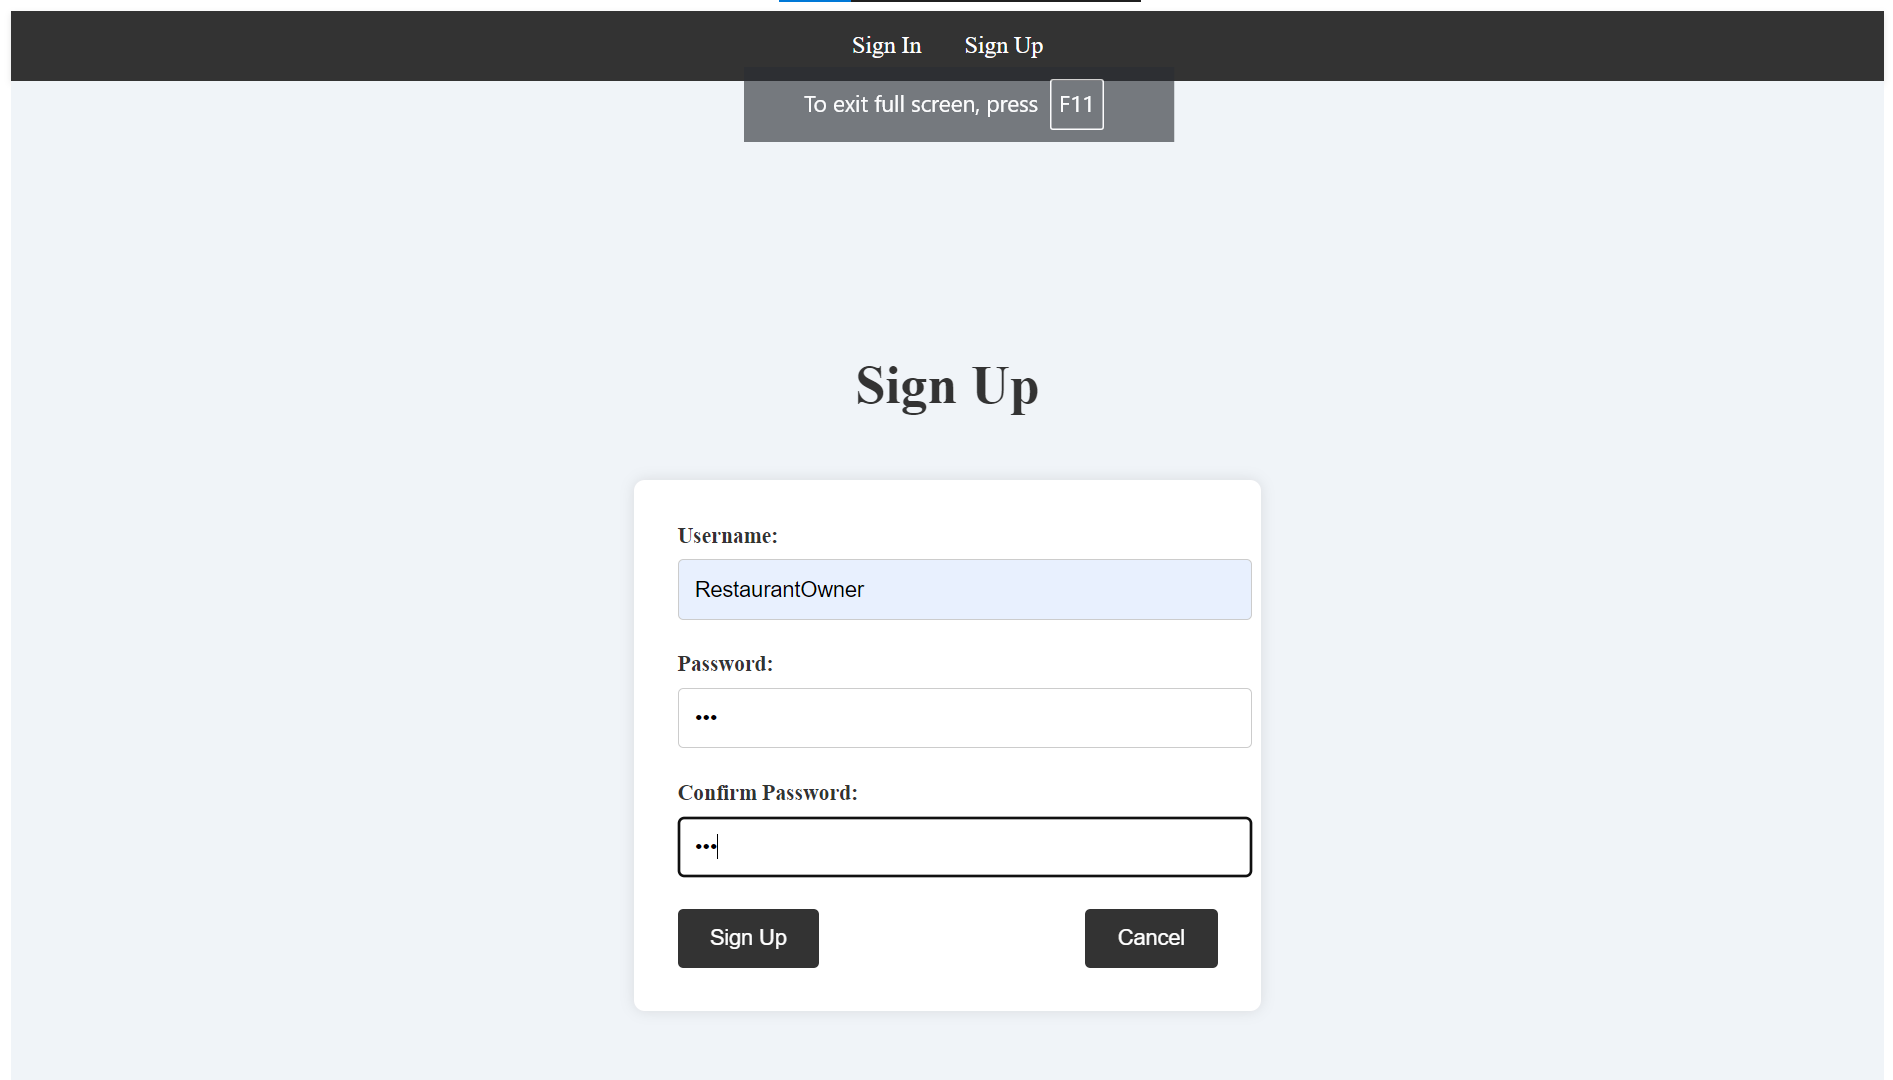 Sign In Sign Up
To exit full screen, press F11
Sign Up
Username:
RestaurantOwner
Password:
•••
Confirm Password:
•••
Sign Up Cancel